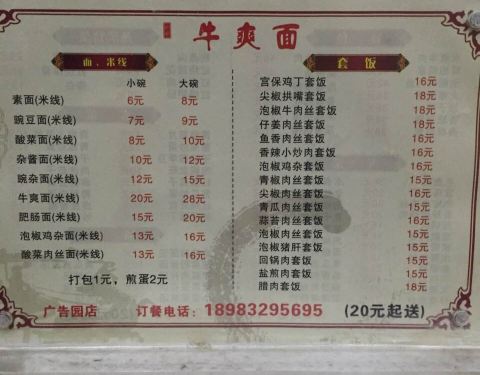 牛爽面
面、米线
小碗 大碗
素面(米线) 6元 8元
豌豆面(米线) 7元 9元
酸菜面(米线) 8元 10元
杂酱面(米线) 10元 12元
豌杂面(米线) 12元 15元
牛爽面(米线) 20元 28元
肥肠面(米线) 15元 20元
泡椒鸡杂面(米线) 13元 16元
酸菜肉丝面(米线) 13元 16元
打包1元，煎蛋2元
套饭
宫保鸡丁套饭 16元
尖椒拱嘴套饭 18元
泡椒牛肉丝套饭 18元
仔姜肉丝套饭 18元
鱼香肉丝套饭 16元
香辣小炒肉套饭 16元
泡椒鸡杂套饭 16元
青椒肉丝套饭 15元
尖椒肉丝套饭 16元
青瓜肉丝套饭 15元
蒜苔肉丝套饭 16元
泡椒肉丝套饭 15元
泡椒猪肝套饭 15元
回锅肉套饭 15元
盐煎肉套饭 15元
腊肉套饭 18元
广告园店 订餐电话：18983295695 (20元起送)